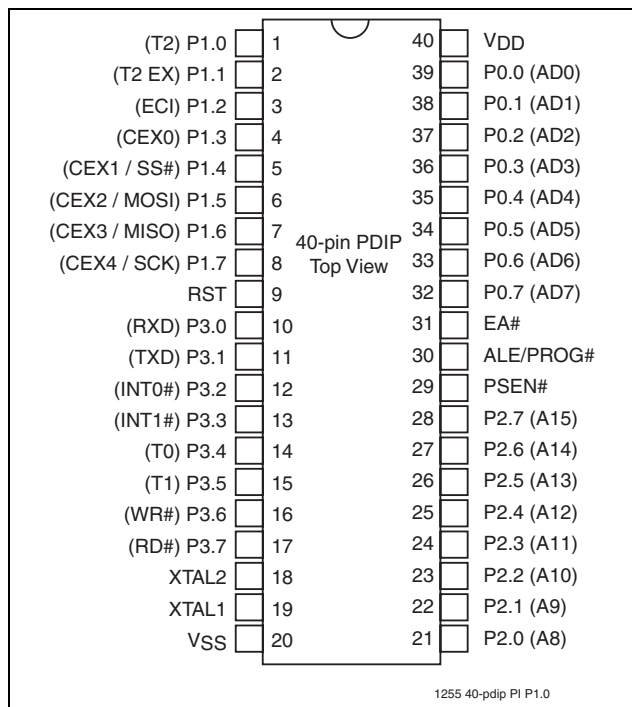 (T2) P1.0 1 40 VDD
(T2 EX) P1.1 2 39 P0.0 (AD0)
(ECI) P1.2 3 38 P0.1 (AD1)
(CEX0) P1.3 4 37 P0.2 (AD2)
(CEX1 / SS#) P1.4 5 36 P0.3 (AD3)
(CEX2 / MOSI) P1.5 6 35 P0.4 (AD4)
(CEX3 / MISO) P1.6 7 34 P0.5 (AD5)
40-pin PDIP
Top View
(CEX4 / SCK) P1.7 8 33 P0.6 (AD6)
RST 9 32 P0.7 (AD7)
(RXD) P3.0 10 31 EA#
(TXD) P3.1 11 30 ALE/PROG#
(INT0#) P3.2 12 29 PSEN#
(INT1#) P3.3 13 28 P2.7 (A15)
(T0) P3.4 14 27 P2.6 (A14)
(T1) P3.5 15 26 P2.5 (A13)
(WR#) P3.6 16 25 P2.4 (A12)
(RD#) P3.7 17 24 P2.3 (A11)
XTAL2 18 23 P2.2 (A10)
XTAL1 19 22 P2.1 (A9)
VSS 20 21 P2.0 (A8)
1255 40-pdip PI P1.0